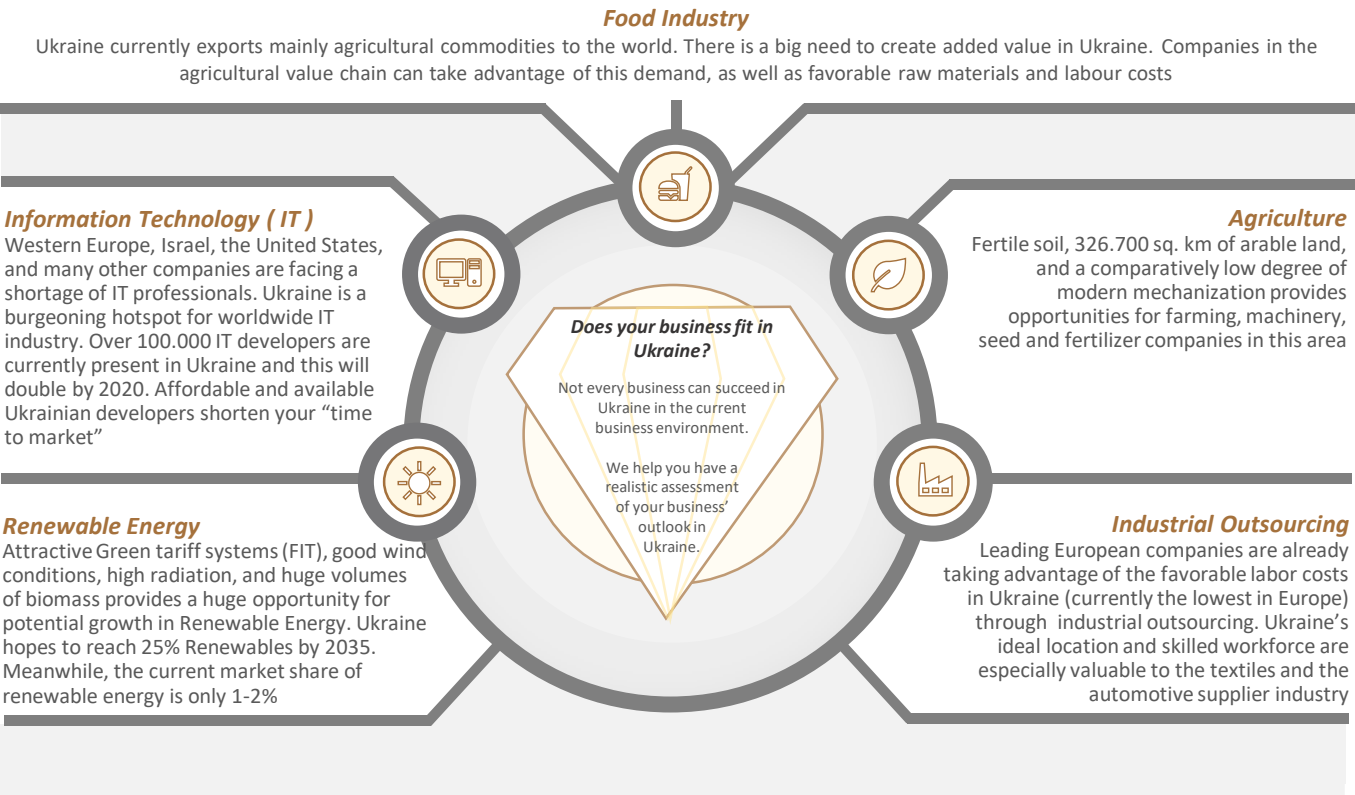 Food Industry
Ukraine currently exports mainly agricultural commodities to the world. There is a big need to create added value in Ukraine. Companies in the
agricultural value chain can take advantage of this demand, as well as favorable raw materials and labour costs
Information Technology ( IT )
Western Europe, Israel, the United States,
and many other companies are facing a
shortage of IT professionals. Ukraine is a
burgeoning hotspot for worldwide IT
industry. Over 100.000 IT developers are
currently present in Ukraine and this will
double by 2020. Affordable and available
Ukrainian developers shorten your “time
to market”
Agriculture
Fertile soil, 326.700 sq. km of arable land,
and a comparatively low degree of
modern mechanization provides
opportunities for farming, machinery,
seed and fertilizer companies in this area
Does your business fit in
Ukraine?
Not every business can succeed in
Ukraine in the current
business environment.
We help you have a
realistic assessment
of your business’
outlook in
Ukraine.
Renewable Energy
Attractive Green tariff systems (FIT), good wind
conditions, high radiation, and huge volumes
of biomass provides a huge opportunity for
potential growth in Renewable Energy. Ukraine
hopes to reach 25% Renewables by 2035.
Meanwhile, the current market share of
renewable energy is only 1-2%
Industrial Outsourcing
Leading European companies are already
taking advantage of the favorable labor costs
in Ukraine (currently the lowest in Europe)
through industrial outsourcing. Ukraine’s
ideal location and skilled workforce are
especially valuable to the textiles and the
automotive supplier industry